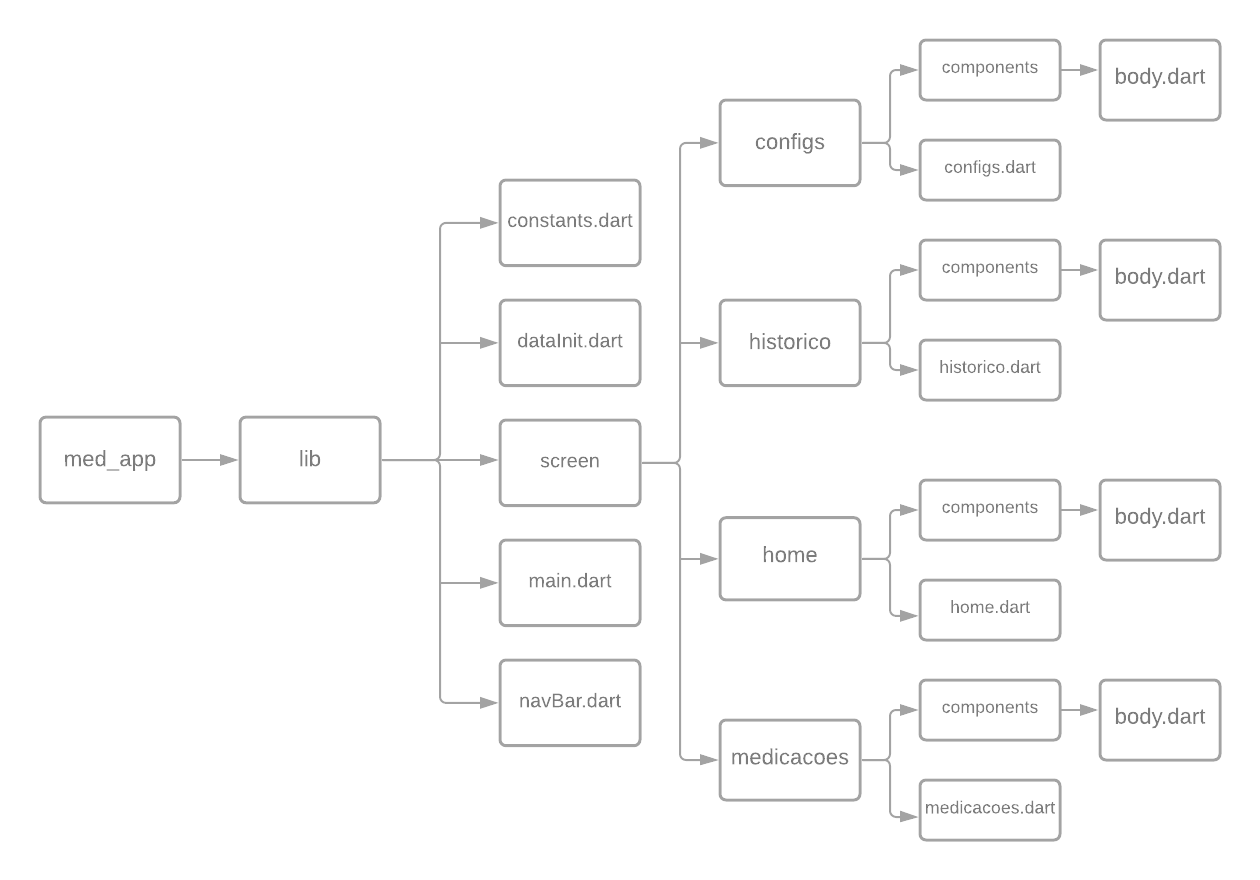 med_app
lib
constants.dart
dataInit.dart
screen
main.dart
navBar.dart
configs
components
body.dart
configs.dart
historico
components
body.dart
historico.dart
home
components
body.dart
home.dart
medicacoes
components
body.dart
medicacoes.dart